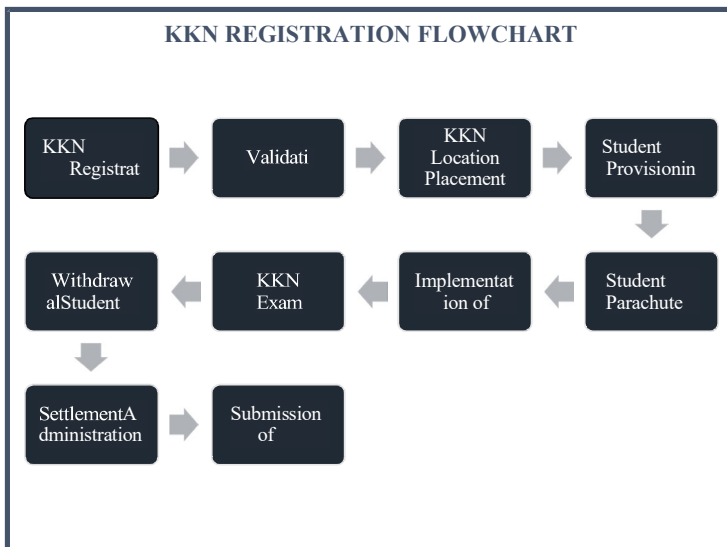 KKN REGISTRATION FLOWCHART
KKN
Registrat
Validati
KKN
Location
Placement
Student
Provisionin
Withdraw
alStudent
KKN
Exam
Implementat
ion of
Student
Parachute
SettlementA
dministration
Submission
of